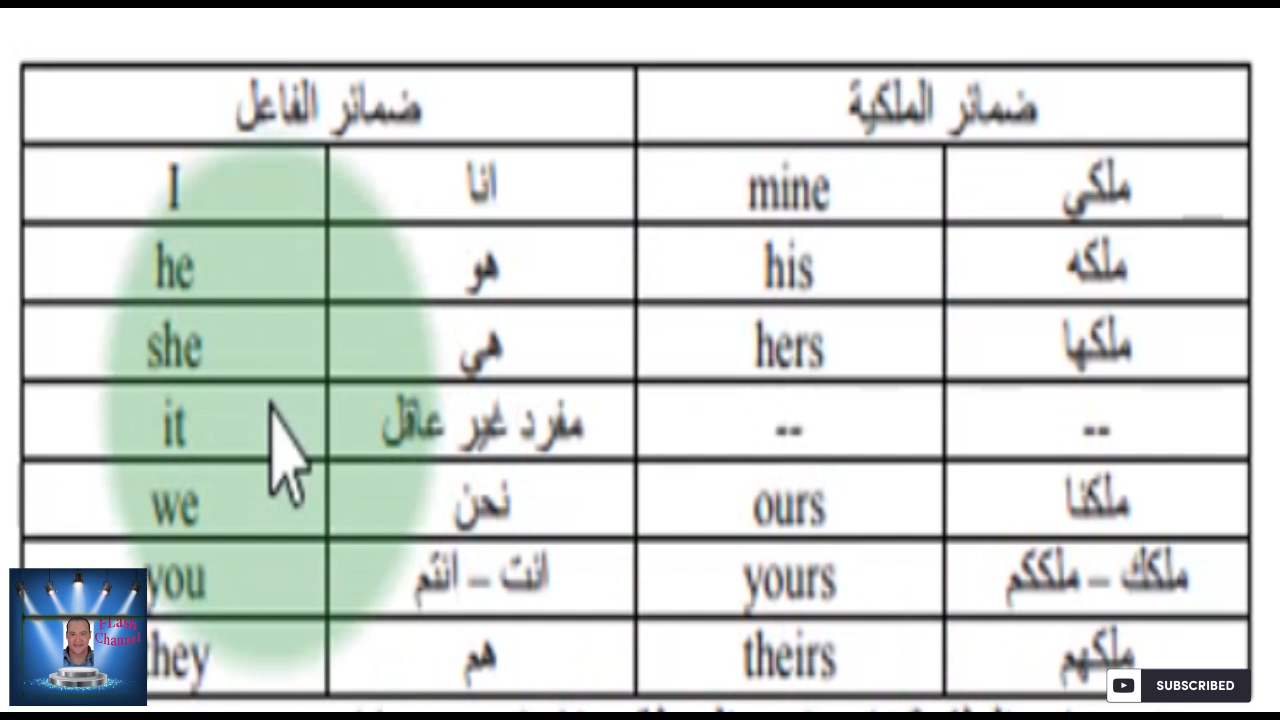 ضمائر الفاعل ضمائر الملكية
I انا mine ملكي
he هو his ملكه
she هي hers ملكها
it مفرد غير عاقل -- --
we نحن ours ملكنا
you انت – انتم yours ملكك – ملككم
they هم theirs ملكهم
FLash
Channel
SUBSCRIBED